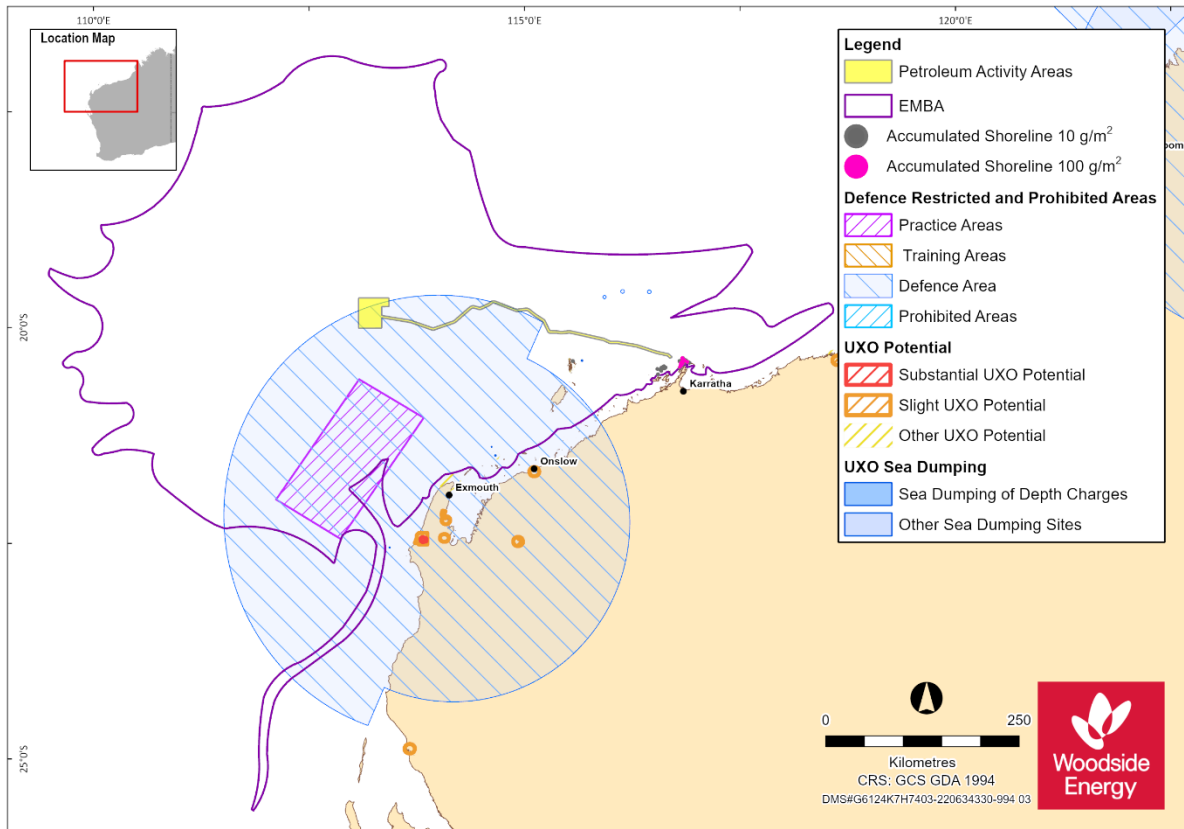 110°0'E
115°0'E
120°0'E
Location Map
20°0'S
25°0'S
Karratha
Onslow
Exmouth
oom
Legend
Petroleum Activity Areas
EMBA
Accumulated Shoreline 10 g/m²
Accumulated Shoreline 100 g/m²
Defence Restricted and Prohibited Areas
Practice Areas
Training Areas
Defence Area
Prohibited Areas
UXO Potential
Substantial UXO Potential
Slight UXO Potential
Other UXO Potential
UXO Sea Dumping
Sea Dumping of Depth Charges
Other Sea Dumping Sites
0 250
Kilometres
CRS: GCS GDA 1994
DMS#G6124K7H7403-220634330-994 03
Woodside
Energy